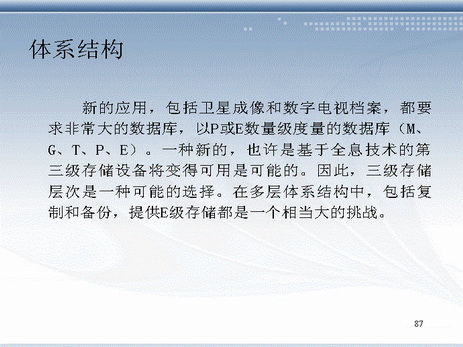 体系结构
新的应用，包括卫星成像和数字电视档案，都要
求非常大的数据库，以P或E数量级度量的数据库（M、
G、T、P、E）。一种新的，也许是基于全息技术的第
三级存储设备将变得可用是可能的。因此，三级存储
层次是一种可能的选择。在多层体系结构中，包括复
制和备份，提供E级存储都是一个相当大的挑战。
87